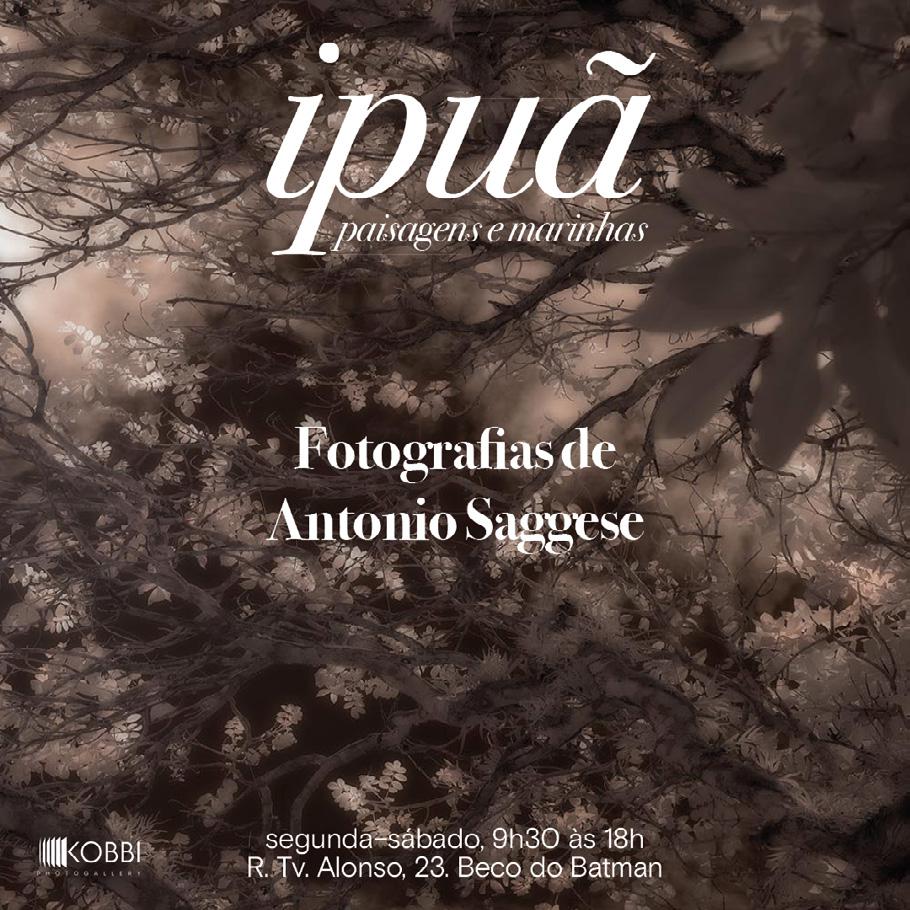 ipuã
paisagens e marinhas
Fotografias de
Antonio Saggese
segunda-sábado, 9h30 às 18h
R. Tv. Alonso, 23. Beco do Batman
KOBBI
PHOTOGALLERY